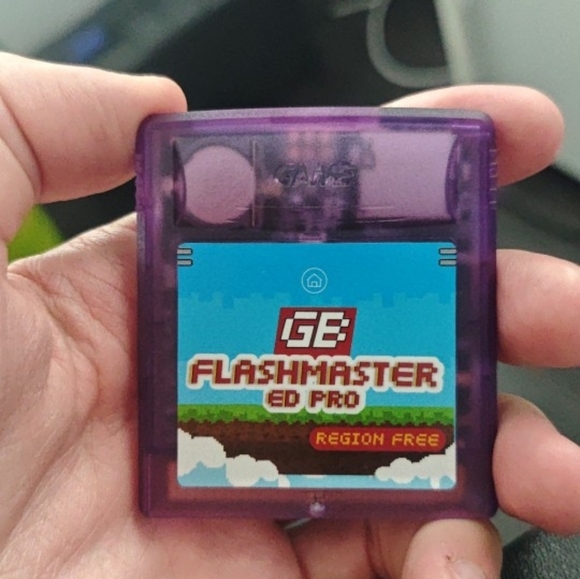 GAME
GB
FLASHMASTER
ED PRO
REGION FREE